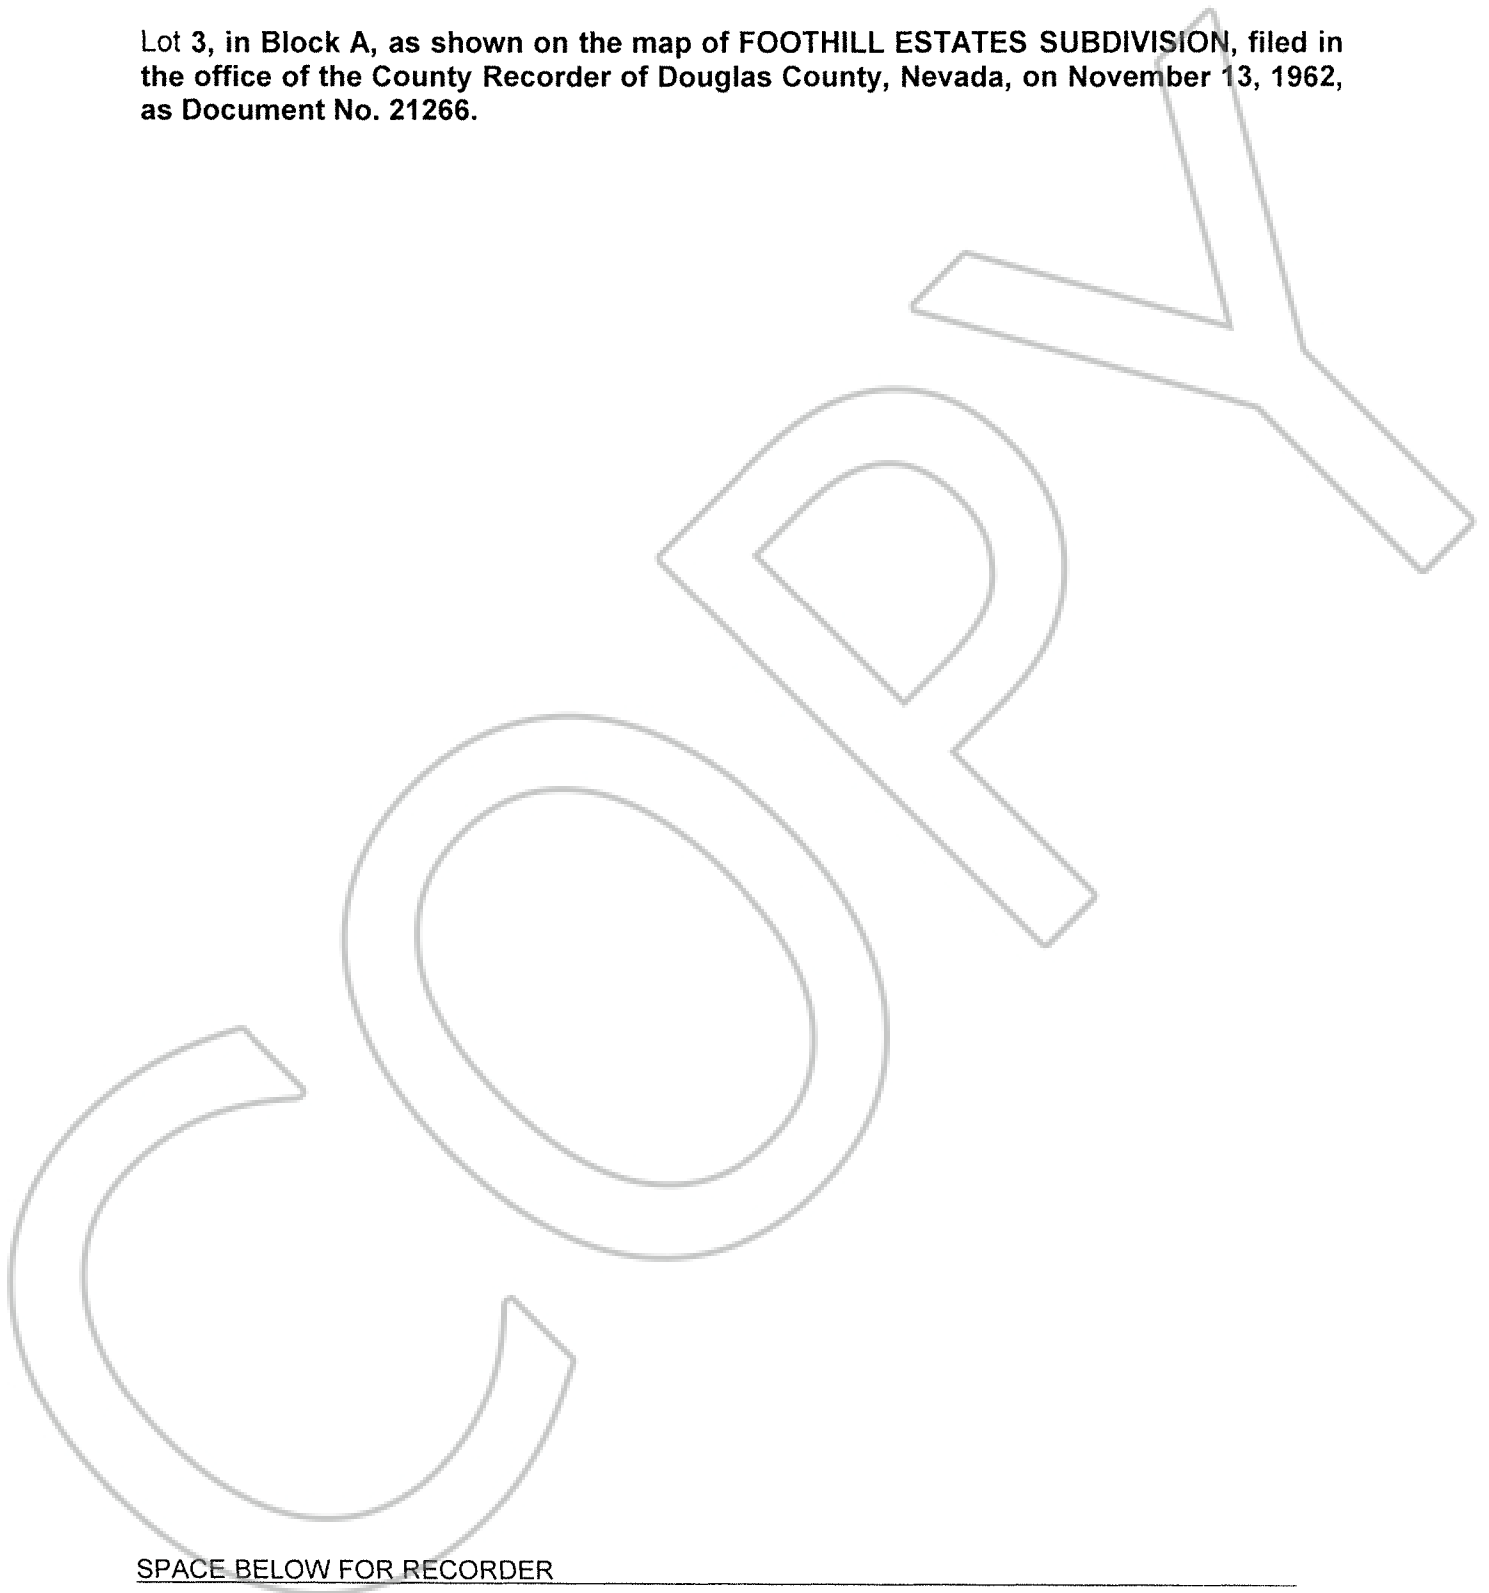 Lot 3, in Block A, as shown on the map of FOOTHILL ESTATES SUBDIVISION, filed in
the office of the County Recorder of Douglas County, Nevada, on November 13, 1962,
as Document No. 21266.
COPY
SPACE BELOW FOR RECORDER